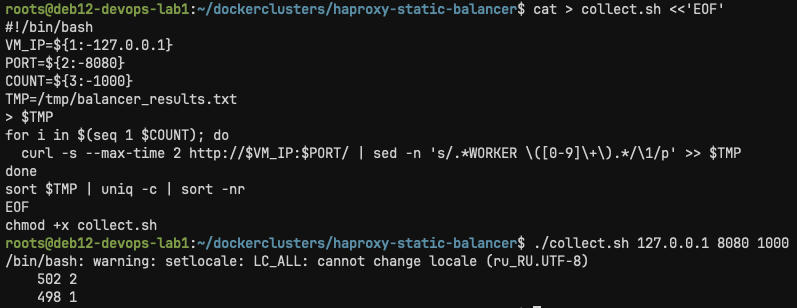 roots@deb12-devops-lab1:~/dockerclusters/haproxy-static-balancer$ cat > collect.sh <<'EOF'
#!/bin/bash
VM_IP=${1:-127.0.0.1}
PORT=${2:-8080}
COUNT=${3:-1000}
TMP=/tmp/balancer_results.txt
> $TMP
for i in $(seq 1 $COUNT); do
  curl -s --max-time 2 http://$VM_IP:$PORT/ | sed -n 's/.*WORKER \([0-9]\+\).*/\1/p' >> $TMP
done
sort $TMP | uniq -c | sort -nr
EOF
chmod +x collect.sh
roots@deb12-devops-lab1:~/dockerclusters/haproxy-static-balancer$ ./collect.sh 127.0.0.1 8080 1000
/bin/bash: warning: setlocale: LC_ALL: cannot change locale (ru_RU.UTF-8)
    502 2
    498 1